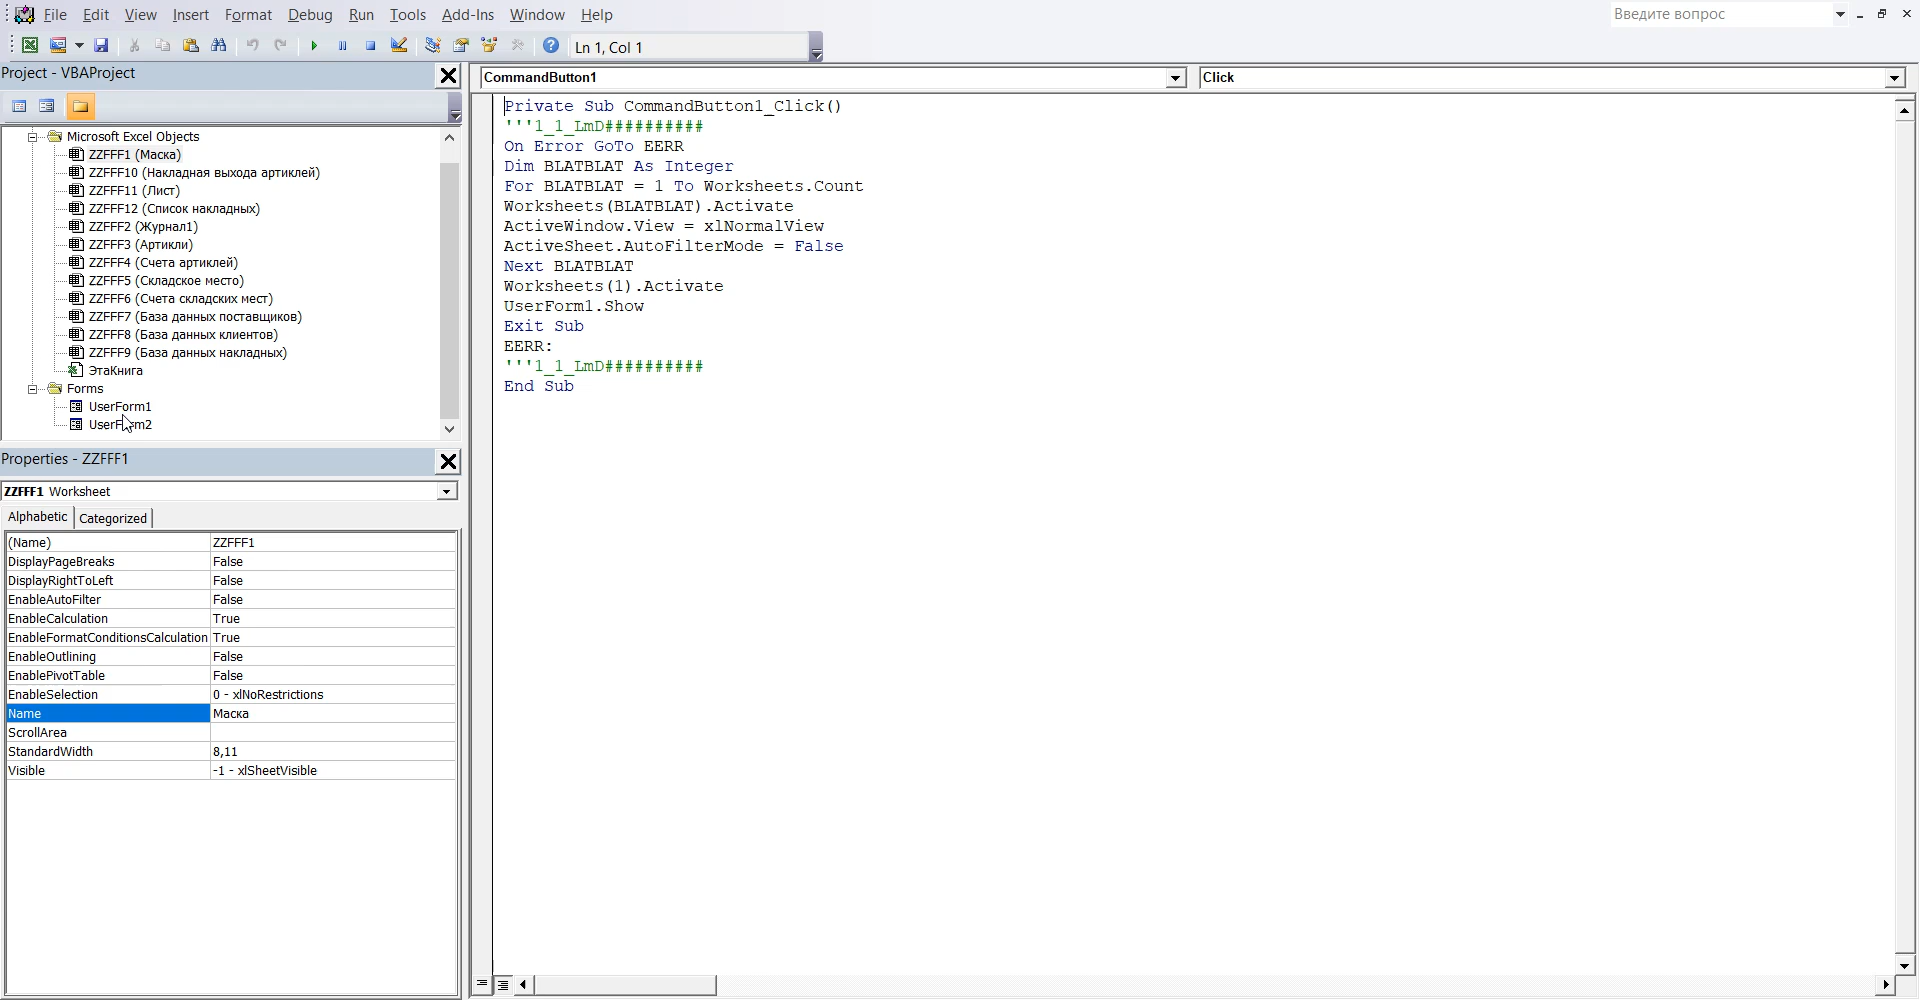 File Edit View Insert Format Debug Run Tools Add-Ins Window Help
Введите вопрос
Ln 1, Col 1
Project - VBAProject
Microsoft Excel Objects
ZZFFF1 (Маска)
ZZFFF10 (Накладная выхода артиклей)
ZZFFF11 (Лист)
ZZFFF12 (Список накладных)
ZZFFF2 (Журнал1)
ZZFFF3 (Артикли)
ZZFFF4 (Счета артиклей)
ZZFFF5 (Складское место)
ZZFFF6 (Счета складских мест)
ZZFFF7 (База данных поставщиков)
ZZFFF8 (База данных клиентов)
ZZFFF9 (База данных накладных)
ЭтаКнига
Forms
UserForm1
UserForm2
Properties - ZZFFF1
ZZFFF1 Worksheet
Alphabetic Categorized
(Name) ZZFFF1
DisplayPageBreaks False
DisplayRightToLeft False
EnableAutoFilter False
EnableCalculation True
EnableFormatConditionsCalculation True
EnableOutlining False
EnablePivotTable False
EnableSelection 0 - xlNoRestrictions
Name Маска
ScrollArea
StandardWidth 8,11
Visible -1 - xlSheetVisible
CommandButton1 Click
Private Sub CommandButton1_Click()
'''1_1_LmD##########
On Error GoTo EERR
Dim BLATBLAT As Integer
For BLATBLAT = 1 To Worksheets.Count
Worksheets(BLATBLAT).Activate
ActiveWindow.View = xlNormalView
ActiveSheet.AutoFilterMode = False
Next BLATBLAT
Worksheets(1).Activate
UserForm1.Show
Exit Sub
EERR:
'''1_1_LmD##########
End Sub